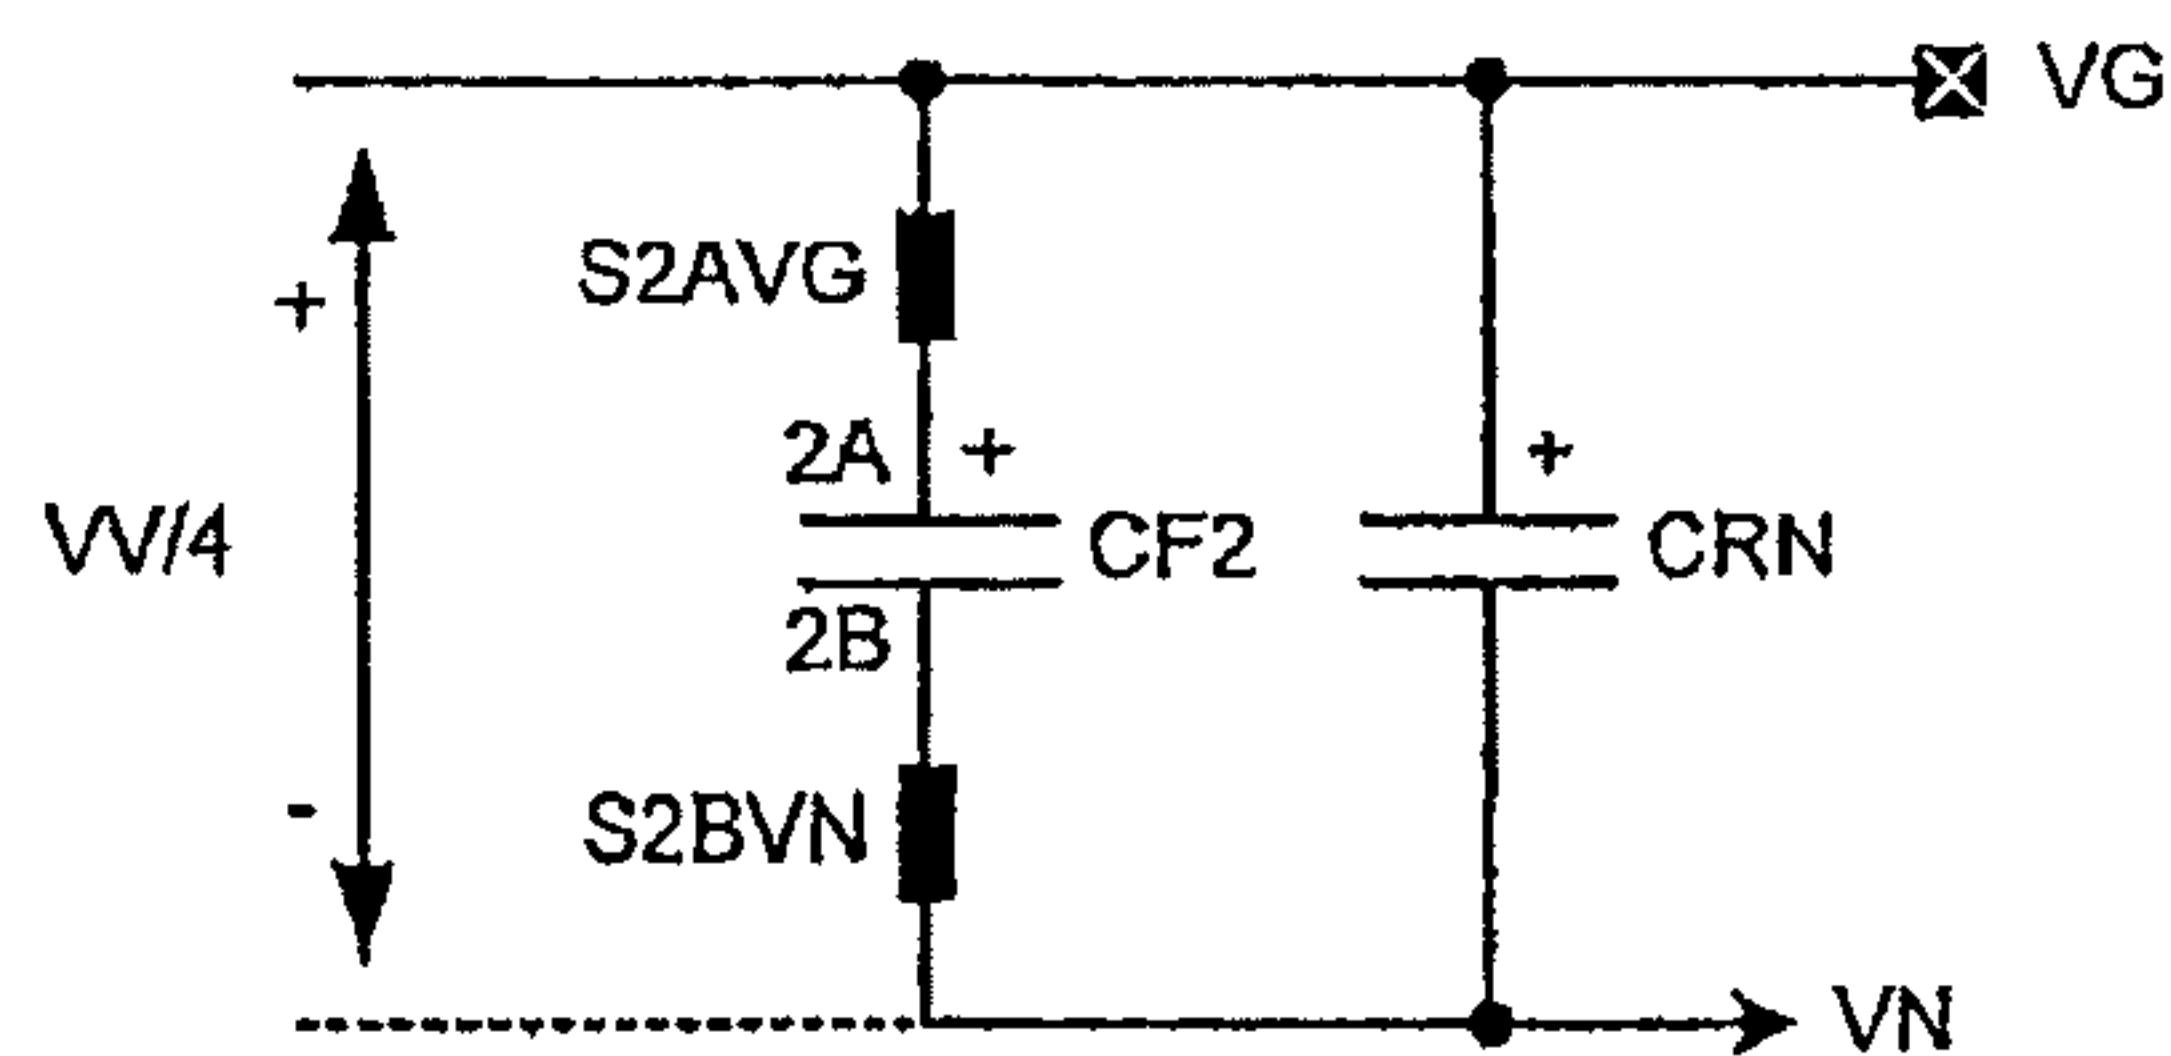 VG
S2AVG
+
2A +
+
VV/4
CF2
CRN
2B
-
S2BVN
VN